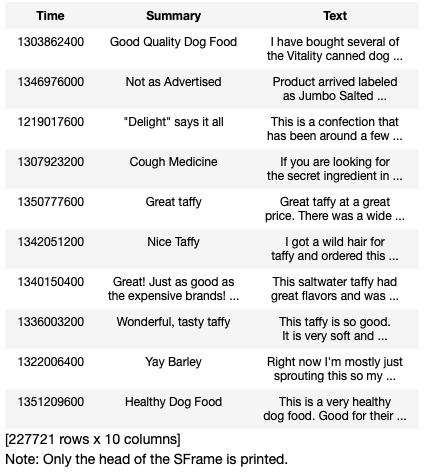 Time Summary Text
1303862400 Good Quality Dog Food I have bought several of
the Vitality canned dog ...
1346976000 Not as Advertised Product arrived labeled
as Jumbo Salted ...
1219017600 "Delight" says it all This is a confection that
has been around a few ...
1307923200 Cough Medicine If you are looking for
the secret ingredient in ...
1350777600 Great taffy Great taffy at a great
price. There was a wide ...
1342051200 Nice Taffy I got a wild hair for
taffy and ordered this ...
1340150400 Great! Just as good as This saltwater taffy had
the expensive brands! ... great flavors and was ...
1336003200 Wonderful, tasty taffy This taffy is so good.
It is very soft and ...
1322006400 Yay Barley Right now I'm mostly just
sprouting this so my ...
1351209600 Healthy Dog Food This is a very healthy
dog food. Good for their ...
[227721 rows x 10 columns]
Note: Only the head of the SFrame is printed.